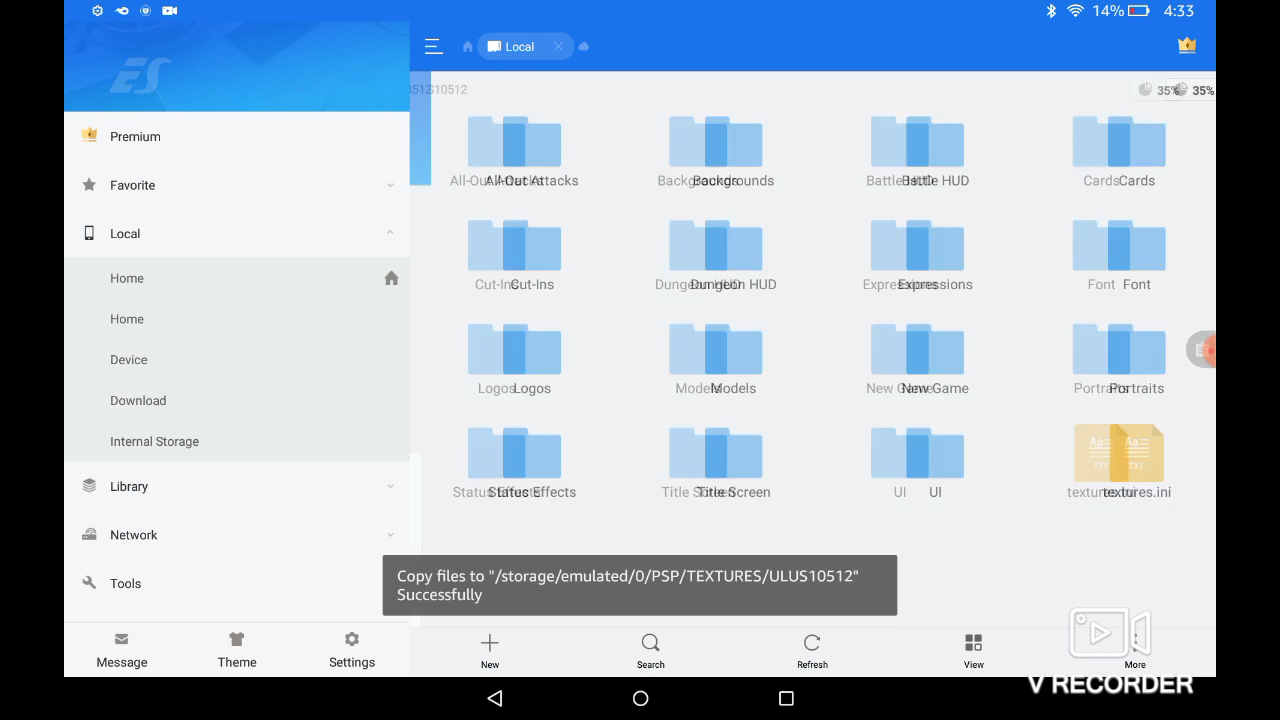 14%
4:33
ES
Local
Premium
Favorite
Local
Home
Home
Device
Download
Internal Storage
Library
Network
Tools
Message
Theme
Settings
35%
35%
All-Out Attacks
Backgrounds
Battle HUD
Cards
Cut-Ins
Dungeon HUD
Expressions
Font
Logos
Models
New Game
Portraits
Status Effects
Title Screen
UI
textures.ini
Copy files to "/storage/emulated/0/PSP/TEXTURES/ULUS10512"
Successfully
New
Search
Refresh
View
More
V RECORDER